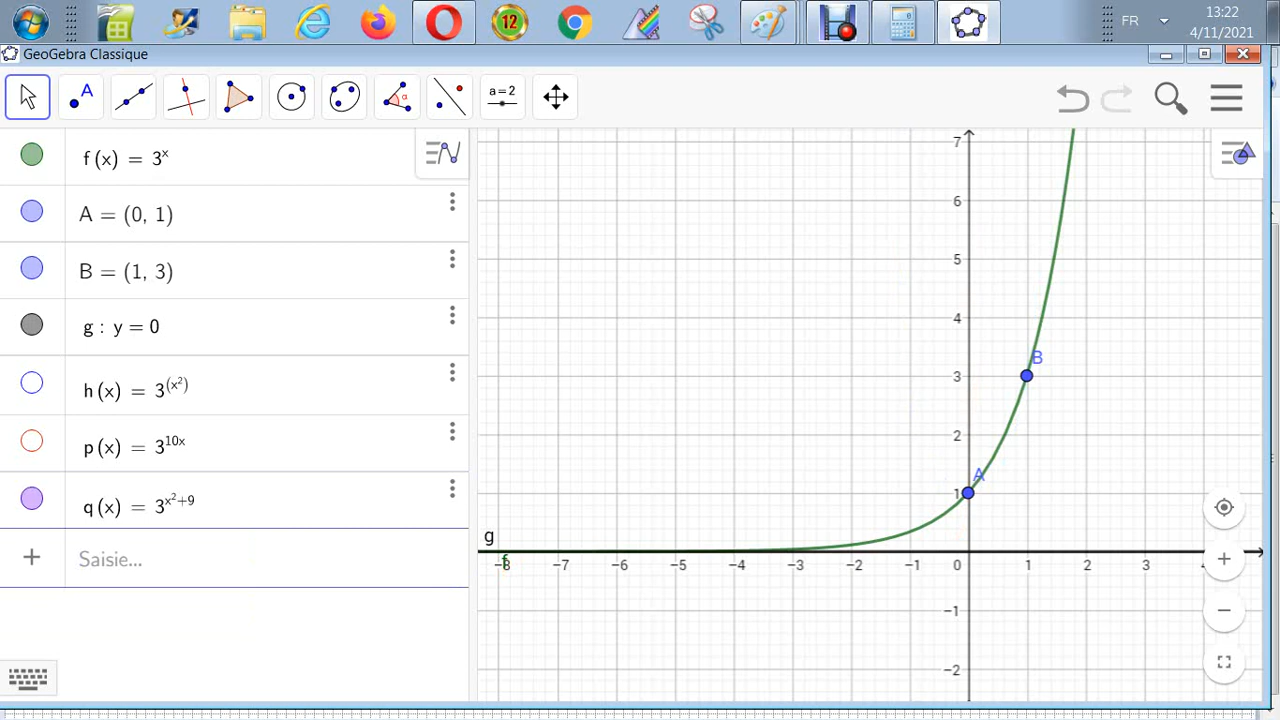 12
FR
13:22
4/11/2021
GeoGebra Classique
A
α
a=2
f(x) = 3ˣ
A = (0, 1)
B = (1, 3)
g : y = 0
h(x) = 3^(x²)
p(x) = 3^10x
q(x) = 3^x²+9
Saisie...
7
6
5
4
3
2
1
-1
-2
B
A
g
f
-8 -7 -6 -5 -4 -3 -2 -1 0 1 2 3